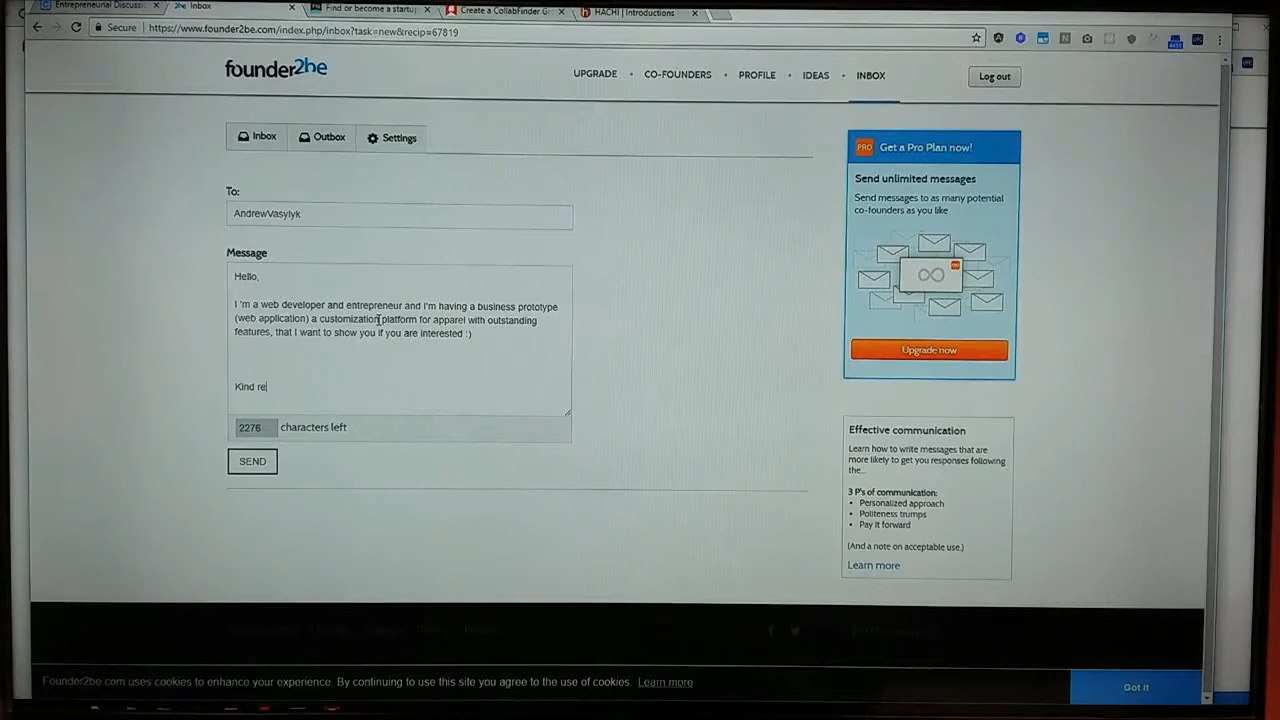 Entrepreneurial Discuss
Inbox
Find or become a startu
Create a CollabFinder G
HACHI | Introductions
Secure
https://www.founder2be.com/index.php/inbox?task=new&recip=67819
founder2be
UPGRADE • CO-FOUNDERS • PROFILE • IDEAS • INBOX
Log out
Inbox
Outbox
Settings
To:
AndrewVasylyk
Message
Hello,
I 'm a web developer and entrepreneur and I'm having a business prototype
(web application) a customization platform for apparel with outstanding
features, that I want to show you if you are interested :)
Kind re
2276 characters left
SEND
PRO Get a Pro Plan now!
Send unlimited messages
Send messages to as many potential
co-founders as you like
Upgrade now
Effective communication
Learn how to write messages that are
more likely to get you responses following
the...
3 P's of communication:
• Personalized approach
• Politeness trumps
• Pay it forward
(And a note on acceptable use.)
Learn more
Founder2be.com uses cookies to enhance your experience. By continuing to use this site you agree to the use of cookies. Learn more
Got it